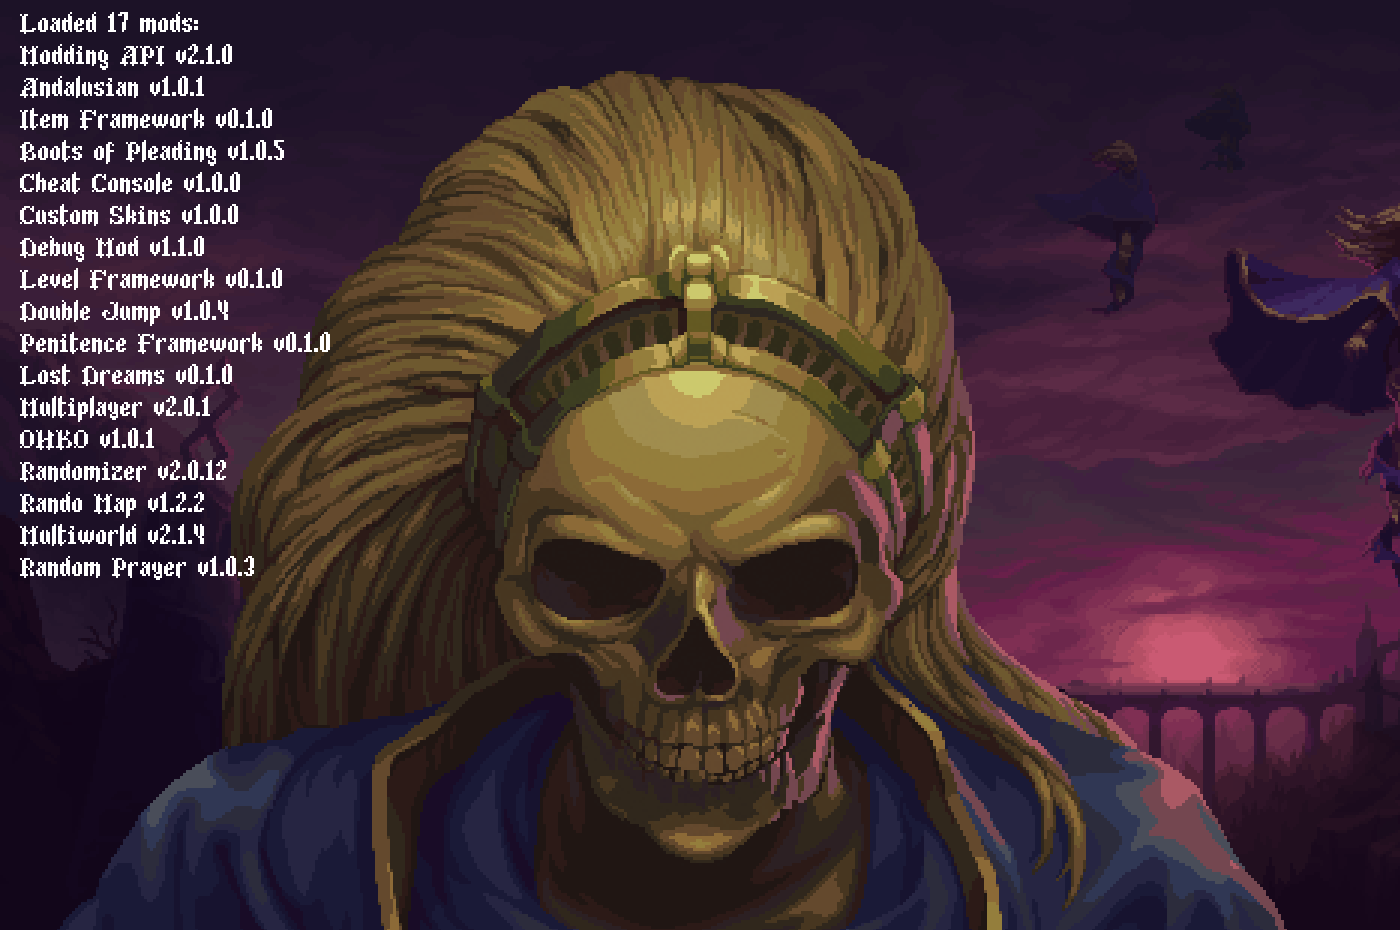 Loaded 17 mods:
Modding API v2.1.0
Andalusian v1.0.1
Item Framework v0.1.0
Boots of Pleading v1.0.5
Cheat Console v1.0.0
Custom Skins v1.0.0
Debug Mod v1.1.0
Level Framework v0.1.0
Double Jump v1.0.4
Penitence Framework v0.1.0
Lost Dreams v0.1.0
Multiplayer v2.0.1
OHKO v1.0.1
Randomizer v2.0.12
Rando Map v1.2.2
Multiworld v2.1.4
Random Prayer v1.0.3